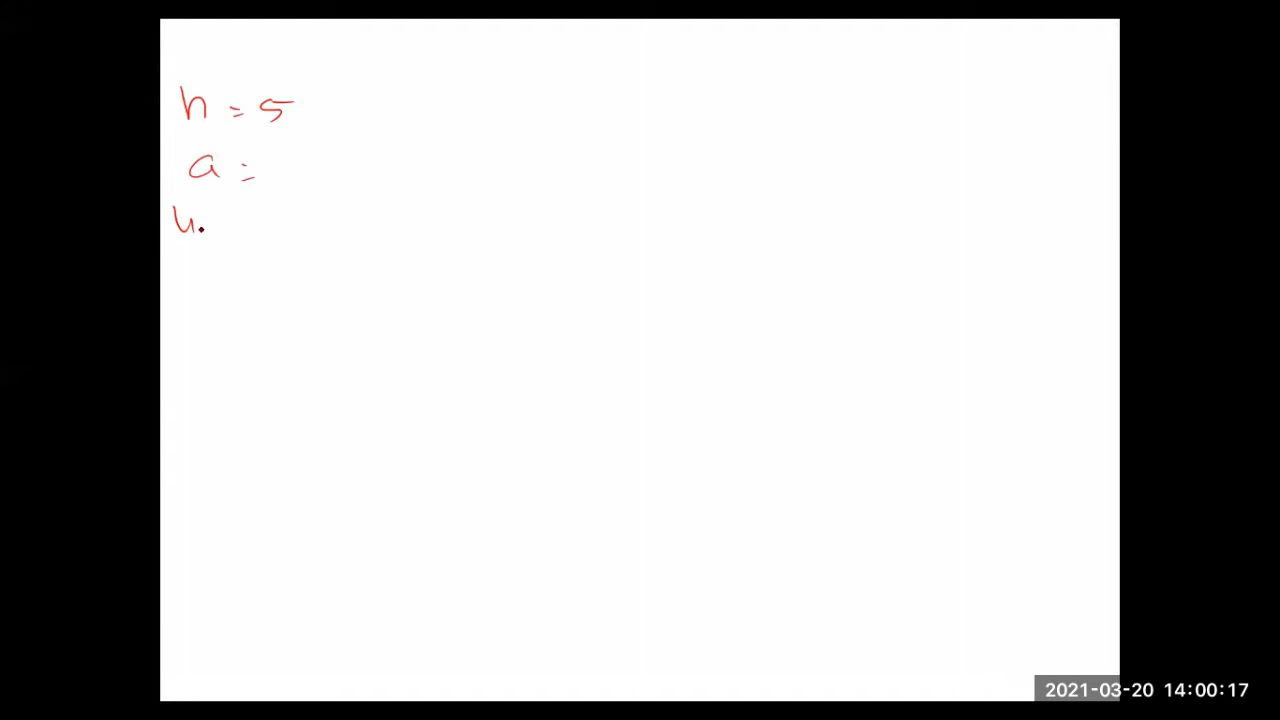 h = 5
a =
u
2021-03-20 14:00:17